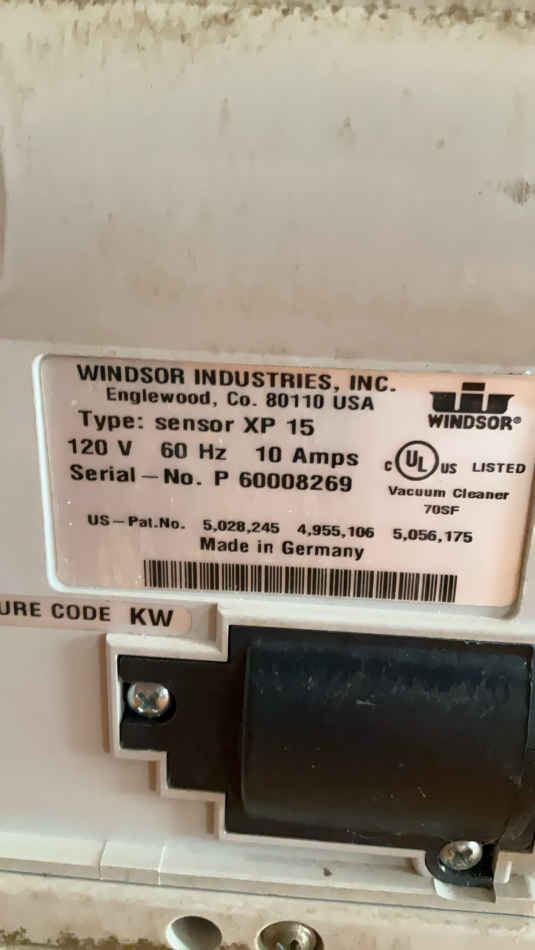 WINDSOR INDUSTRIES, INC.
Englewood, Co. 80110 USA
WINDSOR®
Type: sensor XP 15
120 V 60 Hz 10 Amps
c UL US LISTED
Serial-No. P 60008269
Vacuum Cleaner
70SF
US-Pat.No. 5,028,245 4,955,106 5,056,175
Made in Germany
URE CODE KW